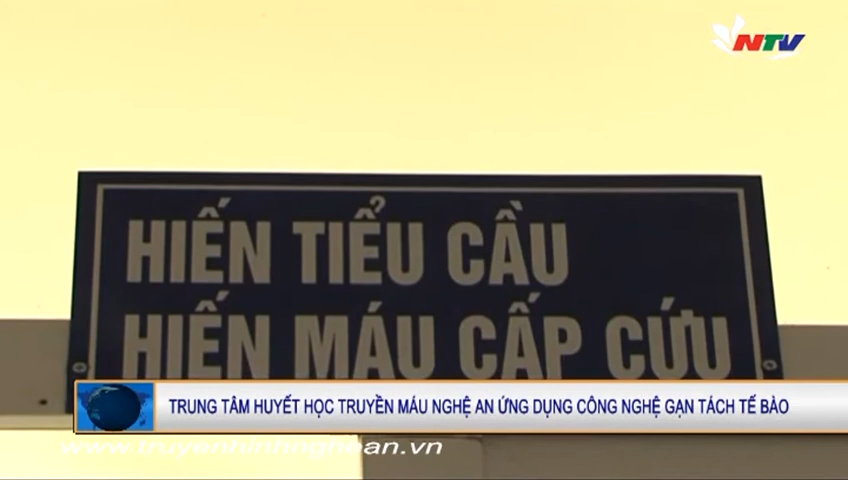 NTV
HIẾN TIỂU CẦU
HIẾN MÁU CẤP CỨU
TRUNG TÂM HUYẾT HỌC TRUYỀN MÁU NGHỆ AN ỨNG DỤNG CÔNG NGHỆ GẠN TÁCH TẾ BÀO
www.truyenhinhnghean.vn